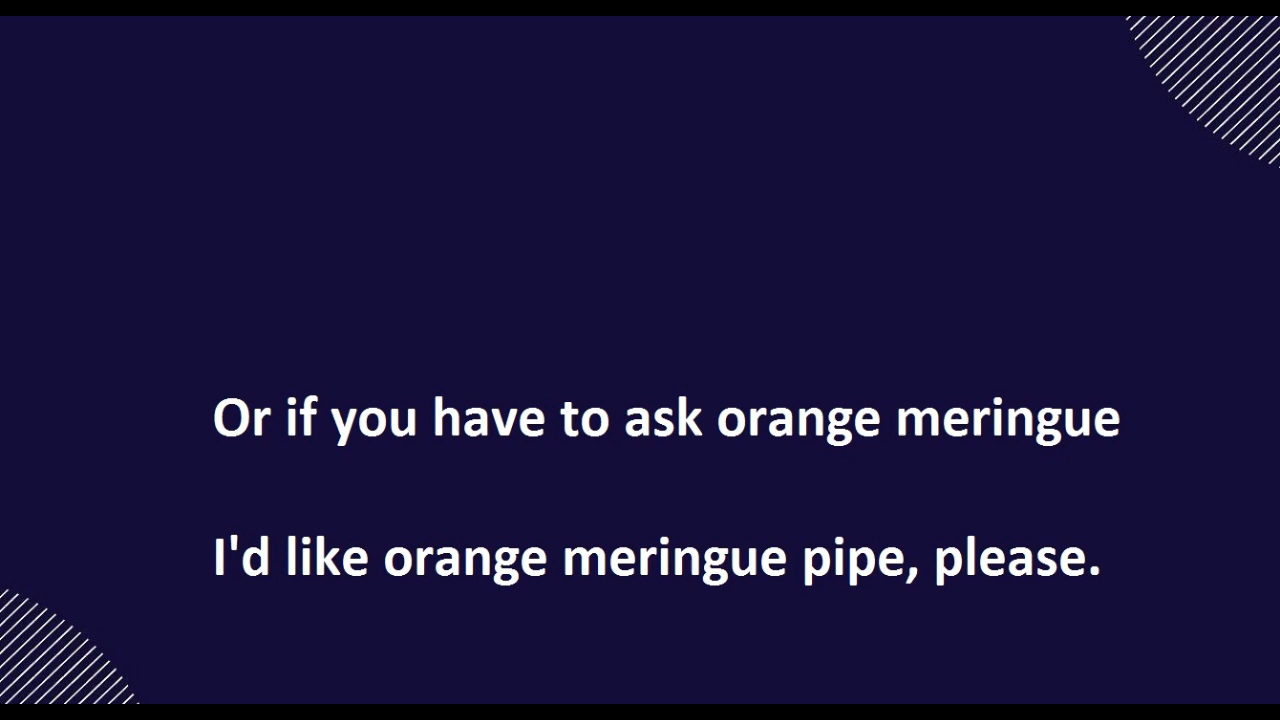 Or if you have to ask orange meringue
I'd like orange meringue pipe, please.